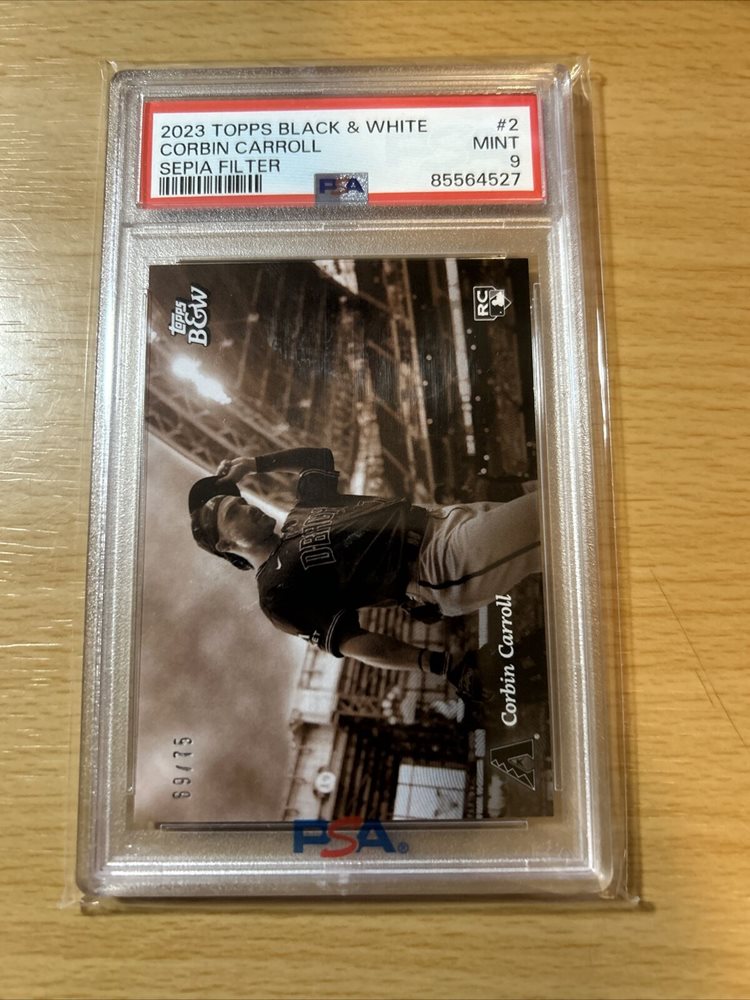 2023 TOPPS BLACK & WHITE #2
CORBIN CARROLL MINT
SEPIA FILTER 9
PSA 85564527
topps
B&W
RC
D-BACKS
Corbin Carroll
A
69/75
PSA®